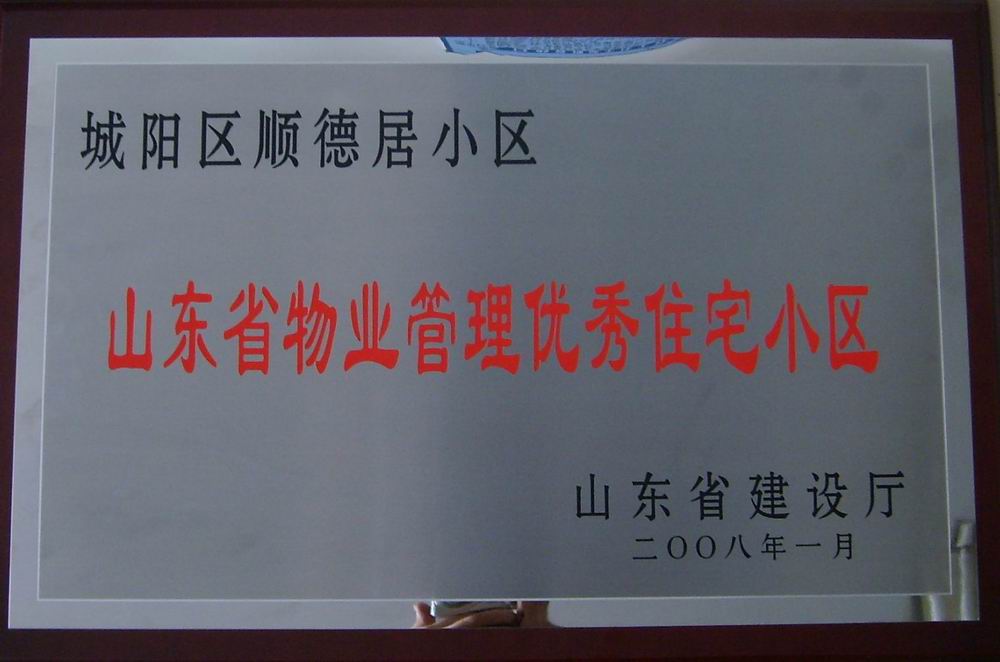 城阳区顺德居小区
山东省物业管理优秀住宅小区
山东省建设厅
二〇〇八年一月